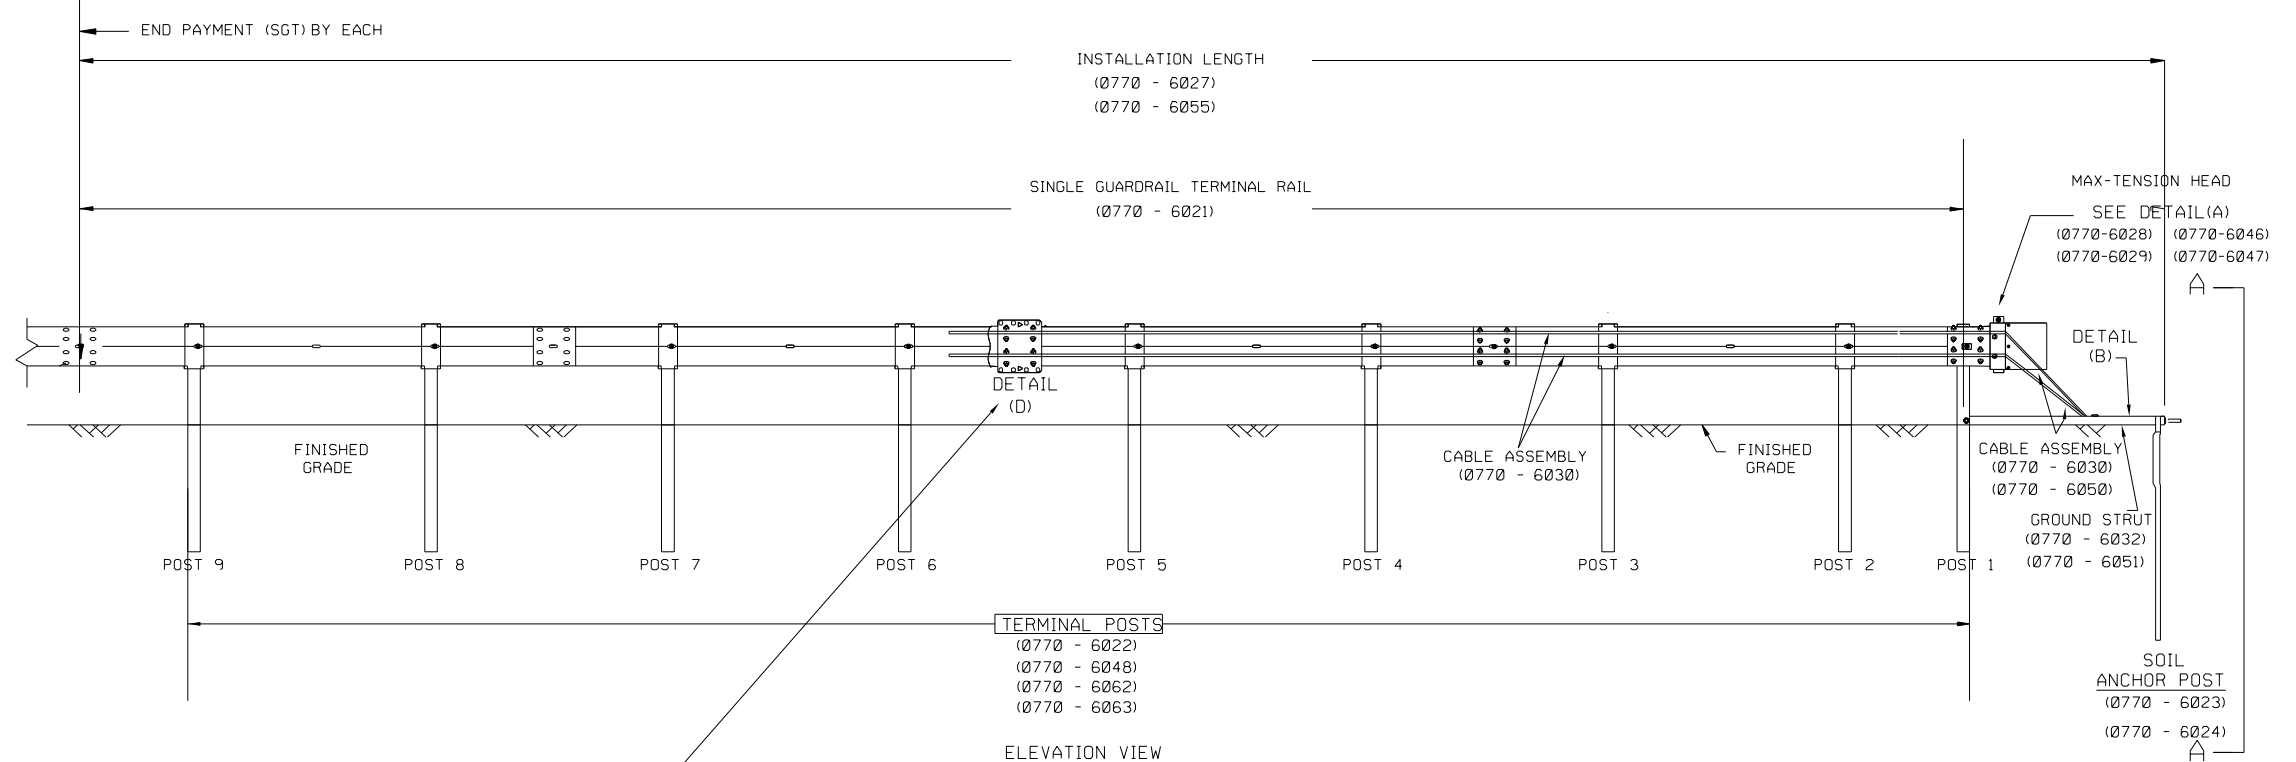 END PAYMENT (SGT) BY EACH
INSTALLATION LENGTH
(0770 - 6027)
(0770 - 6055)
SINGLE GUARDRAIL TERMINAL RAIL
(0770 - 6021)
MAX-TENSION HEAD
SEE DETAIL(A)
(0770-6028) (0770-6046)
(0770-6029) (0770-6047)
A
DETAIL
(B)
DETAIL
(D)
FINISHED
GRADE
CABLE ASSEMBLY
(0770 - 6030)
FINISHED
GRADE
CABLE ASSEMBLY
(0770 - 6030)
(0770 - 6050)
GROUND STRUT
(0770 - 6032)
(0770 - 6051)
POST 9
POST 8
POST 7
POST 6
POST 5
POST 4
POST 3
POST 2
POST 1
TERMINAL POSTS
(0770 - 6022)
(0770 - 6048)
(0770 - 6062)
(0770 - 6063)
SOIL
ANCHOR POST
(0770 - 6023)
(0770 - 6024)
A
ELEVATION VIEW